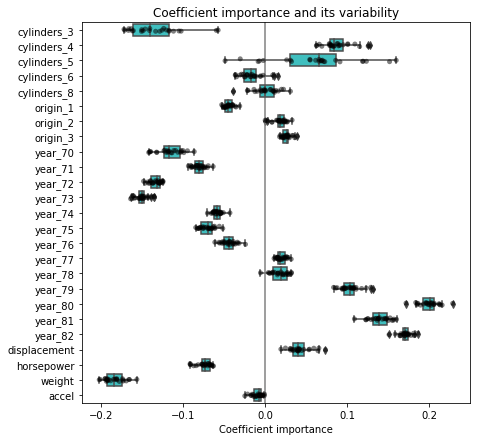 Coefficient importance and its variability
cylinders_3
cylinders_4
cylinders_5
cylinders_6
cylinders_8
origin_1
origin_2
origin_3
year_70
year_71
year_72
year_73
year_74
year_75
year_76
year_77
year_78
year_79
year_80
year_81
year_82
displacement
horsepower
weight
accel
−0.2 −0.1 0.0 0.1 0.2
Coefficient importance